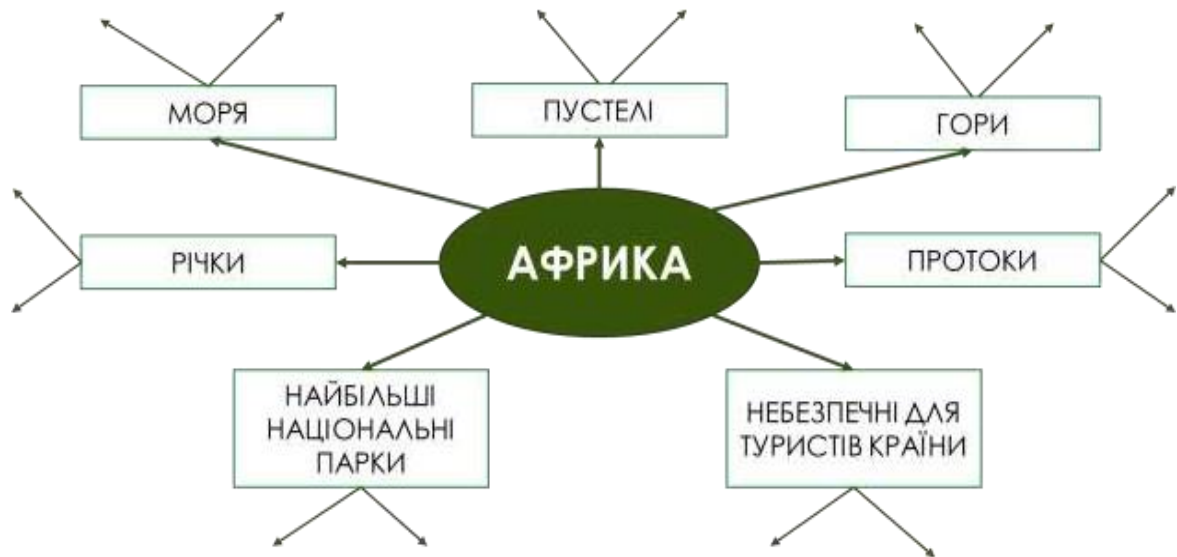 МОРЯ
ПУСТЕЛІ
ГОРИ
РІЧКИ
АФРИКА
ПРОТОКИ
НАЙБІЛЬШІ
НАЦІОНАЛЬНІ
ПАРКИ
НЕБЕЗПЕЧНІ ДЛЯ
ТУРИСТІВ КРАЇНИ